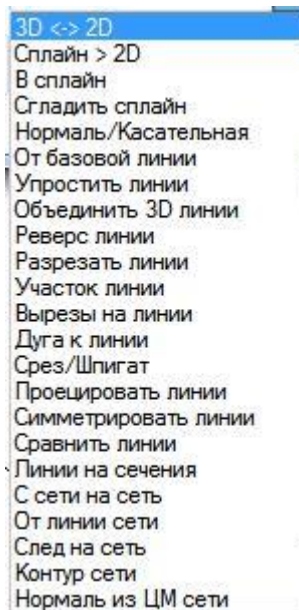 3D <-> 2D
Сплайн > 2D
В сплайн
Сгладить сплайн
Нормаль/Касательная
От базовой линии
Упростить линии
Объединить 3D линии
Реверс линии
Разрезать линии
Участок линии
Вырезы на линии
Дуга к линии
Срез/Шпигат
Проецировать линии
Симметрировать линии
Сравнить линии
Линии на сечения
С сети на сеть
От линии сети
След на сеть
Контур сети
Нормаль из ЦМ сети